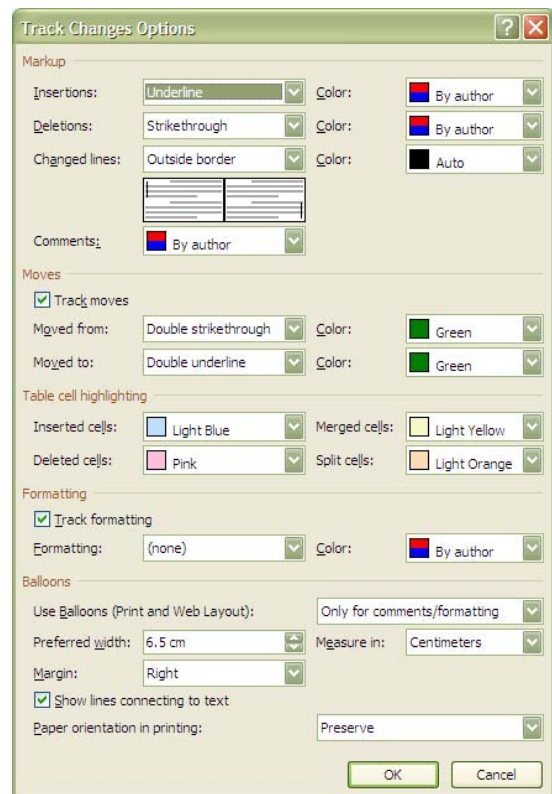 Track Changes Options
Markup
Insertions: Underline Color: By author
Deletions: Strikethrough Color: By author
Changed lines: Outside border Color: Auto
Comments: By author
Moves
Track moves
Moved from: Double strikethrough Color: Green
Moved to: Double underline Color: Green
Table cell highlighting
Inserted cells: Light Blue Merged cells: Light Yellow
Deleted cells: Pink Split cells: Light Orange
Formatting
Track formatting
Formatting: (none) Color: By author
Balloons
Use Balloons (Print and Web Layout): Only for comments/formatting
Preferred width: 6.5 cm Measure in: Centimeters
Margin: Right
Show lines connecting to text
Paper orientation in printing: Preserve
OK Cancel